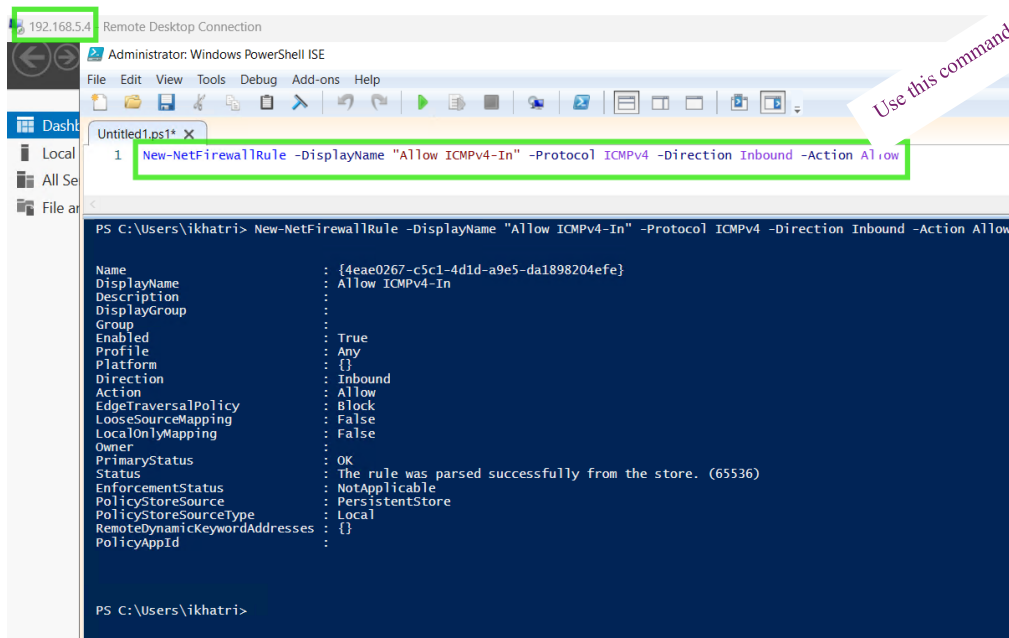 192.168.5.4 - Remote Desktop Connection
Administrator: Windows PowerShell ISE
File Edit View Tools Debug Add-ons Help
Use this command
Untitled1.ps1* X
Dashb
Local
All Se
File ar
1 New-NetFirewallRule -DisplayName "Allow ICMPv4-In" -Protocol ICMPv4 -Direction Inbound -Action Allow
PS C:\Users\ikhatri> New-NetFirewallRule -DisplayName "Allow ICMPv4-In" -Protocol ICMPv4 -Direction Inbound -Action Allow
Name : {4eae0267-c5c1-4d1d-a9e5-da1898204efe}
DisplayName : Allow ICMPv4-In
Description :
DisplayGroup :
Group :
Enabled : True
Profile : Any
Platform : {}
Direction : Inbound
Action : Allow
EdgeTraversalPolicy : Block
LooseSourceMapping : False
LocalOnlyMapping : False
Owner :
PrimaryStatus : OK
Status : The rule was parsed successfully from the store. (65536)
EnforcementStatus : NotApplicable
PolicyStoreSource : PersistentStore
PolicyStoreSourceType : Local
RemoteDynamicKeywordAddresses : {}
PolicyAppId :
PS C:\Users\ikhatri>